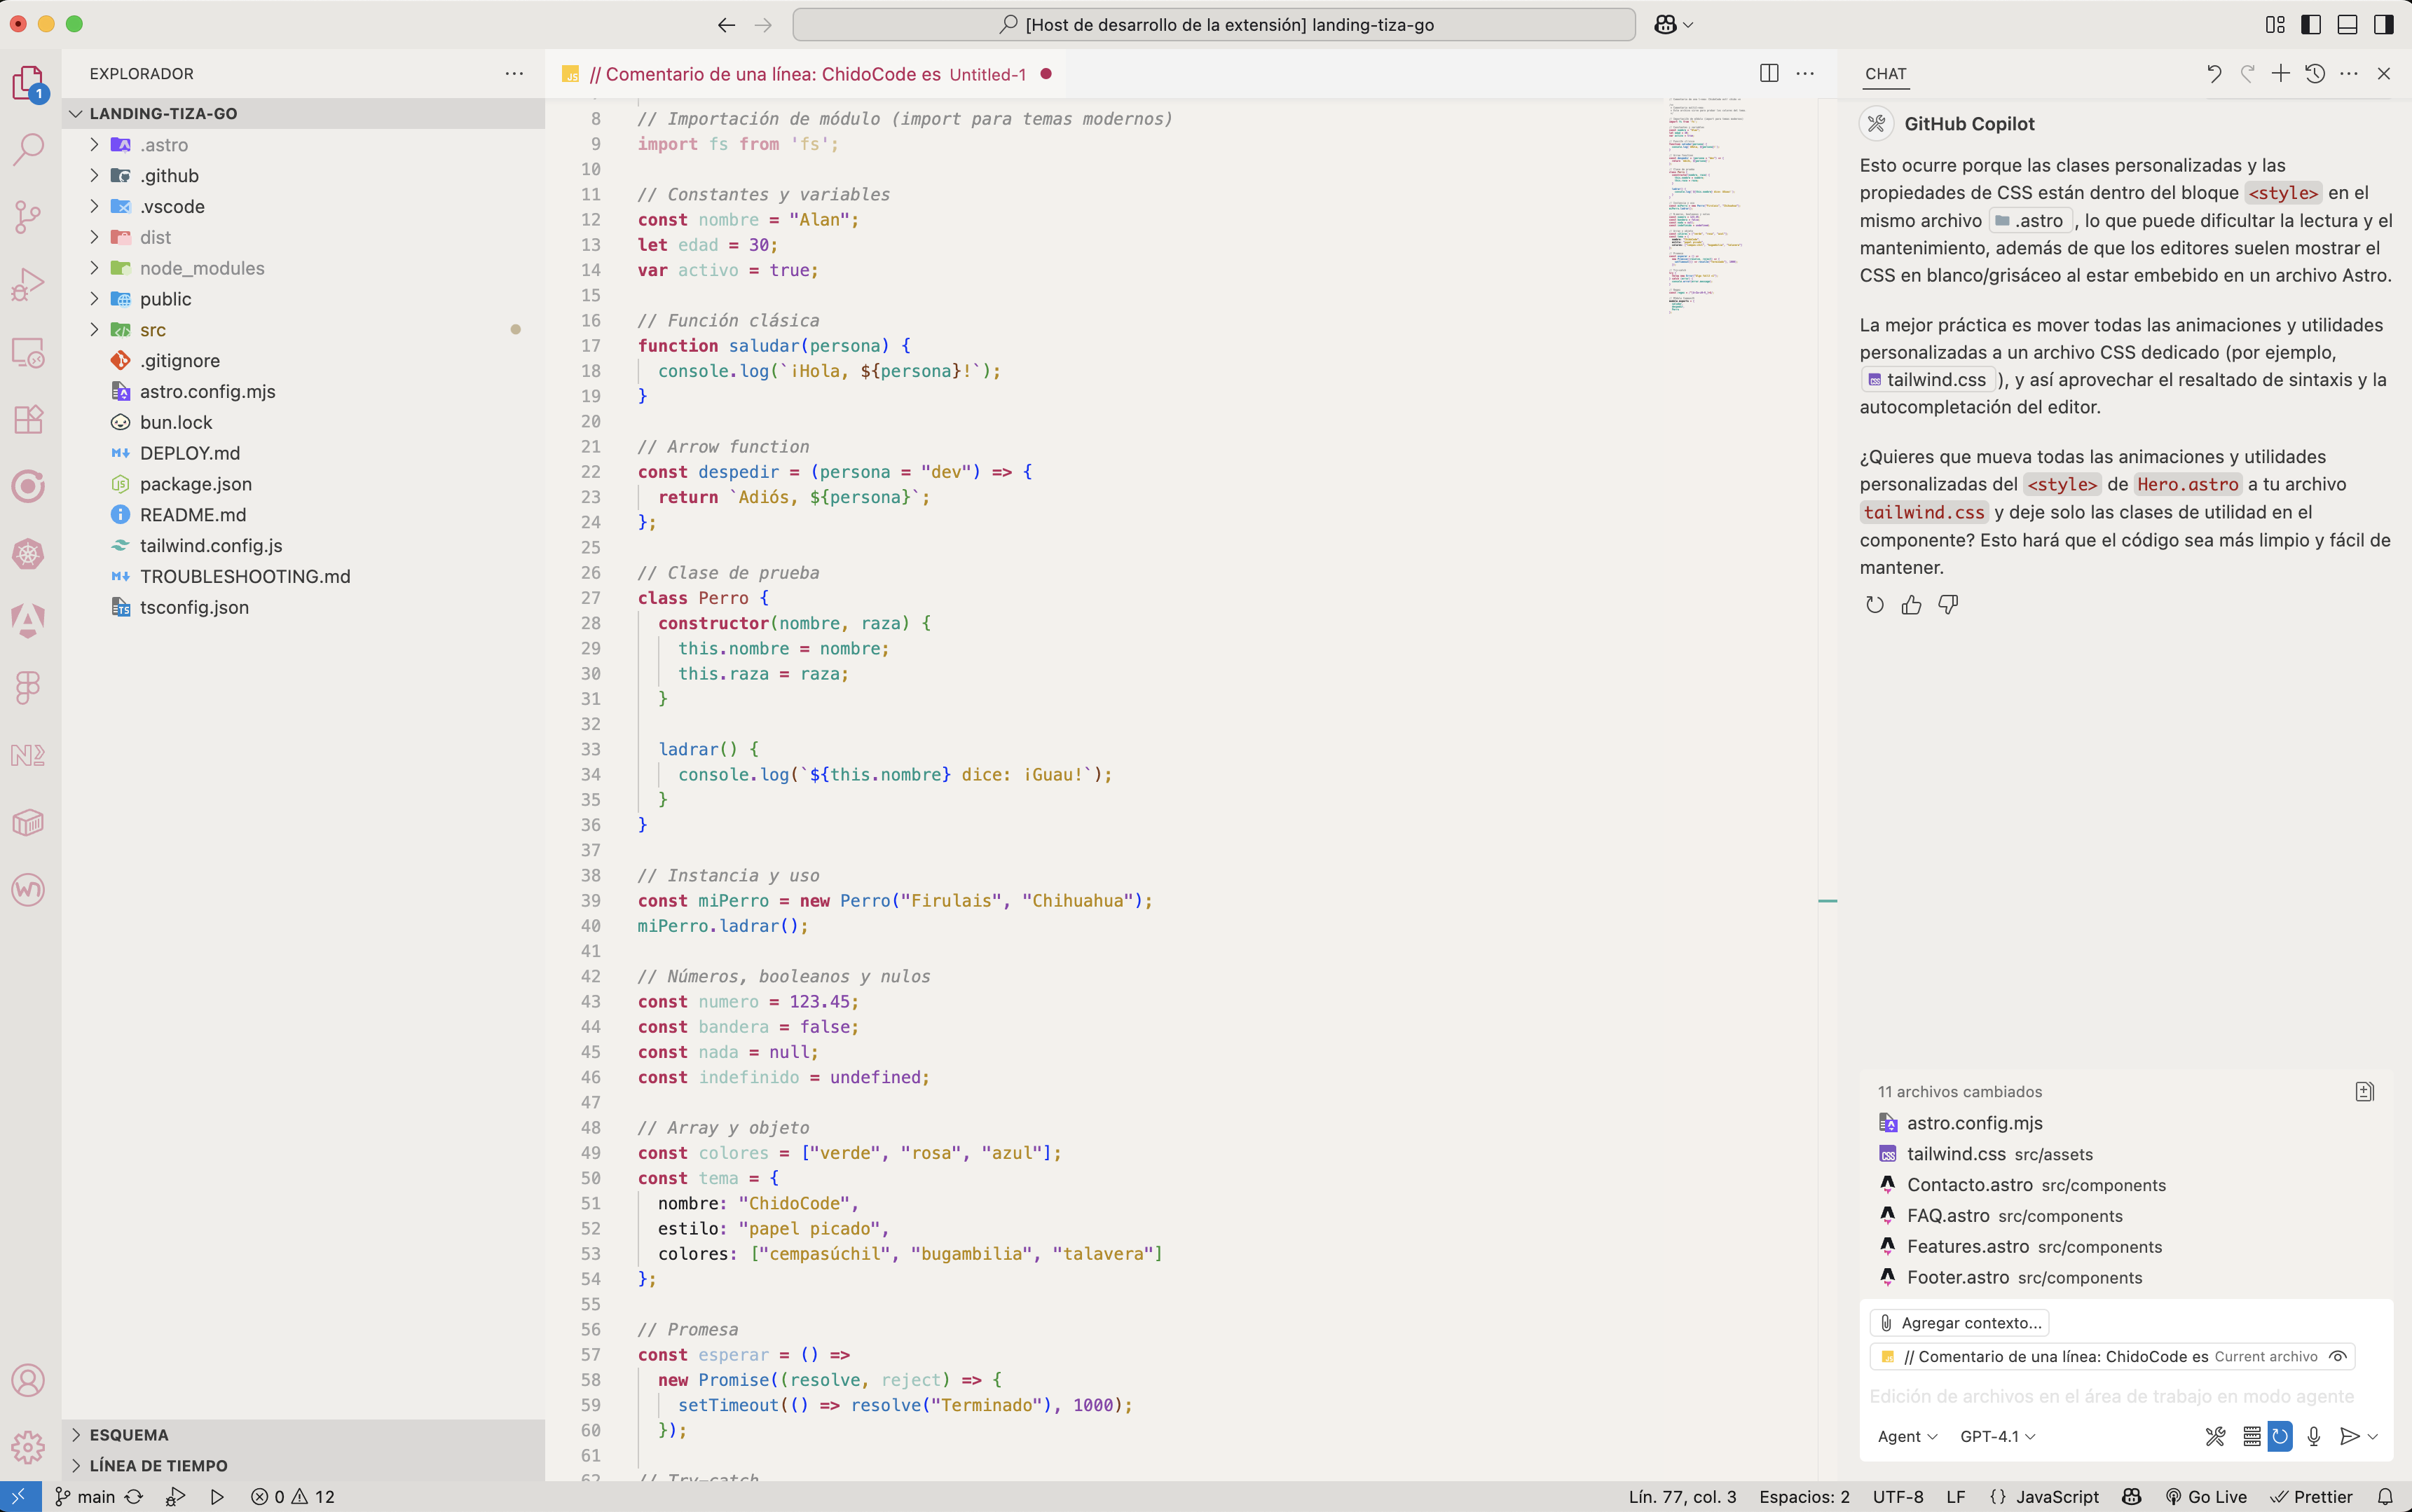 [Host de desarrollo de la extensión] landing-tiza-go
1
EXPLORADOR
LANDING-TIZA-GO
.astro
.github
.vscode
dist
node_modules
public
src
.gitignore
astro.config.mjs
bun.lock
DEPLOY.md
package.json
README.md
tailwind.config.js
TROUBLESHOOTING.md
tsconfig.json
ESQUEMA
LÍNEA DE TIEMPO
// Comentario de una línea: ChidoCode es Untitled-1
8 // Importación de módulo (import para temas modernos)
9 import fs from 'fs';
10
11 // Constantes y variables
12 const nombre = "Alan";
13 let edad = 30;
14 var activo = true;
15
16 // Función clásica
17 function saludar(persona) {
18 console.log(`¡Hola, ${persona}!`);
19 }
20
21 // Arrow function
22 const despedir = (persona = "dev") => {
23 return `Adiós, ${persona}`;
24 };
25
26 // Clase de prueba
27 class Perro {
28 constructor(nombre, raza) {
29 this.nombre = nombre;
30 this.raza = raza;
31 }
32
33 ladrar() {
34 console.log(`${this.nombre} dice: ¡Guau!`);
35 }
36 }
37
38 // Instancia y uso
39 const miPerro = new Perro("Firulais", "Chihuahua");
40 miPerro.ladrar();
41
42 // Números, booleanos y nulos
43 const numero = 123.45;
44 const bandera = false;
45 const nada = null;
46 const indefinido = undefined;
47
48 // Array y objeto
49 const colores = ["verde", "rosa", "azul"];
50 const tema = {
51 nombre: "ChidoCode",
52 estilo: "papel picado",
53 colores: ["cempasúchil", "bugambilia", "talavera"]
54 };
55
56 // Promesa
57 const esperar = () =>
58 new Promise((resolve, reject) => {
59 setTimeout(() => resolve("Terminado"), 1000);
60 });
61
62 // Try-catch
CHAT
GitHub Copilot
Esto ocurre porque las clases personalizadas y las
propiedades de CSS están dentro del bloque <style> en el
mismo archivo .astro , lo que puede dificultar la lectura y el
mantenimiento, además de que los editores suelen mostrar el
CSS en blanco/grisáceo al estar embebido en un archivo Astro.
La mejor práctica es mover todas las animaciones y utilidades
personalizadas a un archivo CSS dedicado (por ejemplo,
tailwind.css ), y así aprovechar el resaltado de sintaxis y la
autocompletación del editor.
¿Quieres que mueva todas las animaciones y utilidades
personalizadas del <style> de Hero.astro a tu archivo
tailwind.css y deje solo las clases de utilidad en el
componente? Esto hará que el código sea más limpio y fácil de
mantener.
11 archivos cambiados
astro.config.mjs
tailwind.css src/assets
Contacto.astro src/components
FAQ.astro src/components
Features.astro src/components
Footer.astro src/components
Agregar contexto...
// Comentario de una línea: ChidoCode es Current archivo
Edición de archivos en el área de trabajo en modo agente
Agent GPT-4.1
main 0 12 Lín. 77, col. 3 Espacios: 2 UTF-8 LF {} JavaScript Go Live Prettier